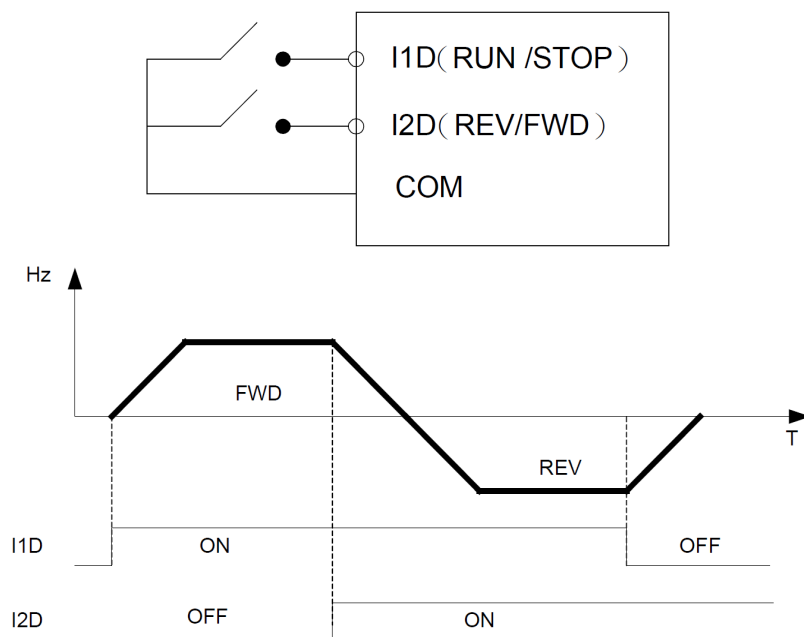 I1D（RUN /STOP）
I2D（REV/FWD）
COM
Hz
FWD
T
REV
I1D ON OFF
I2D OFF ON